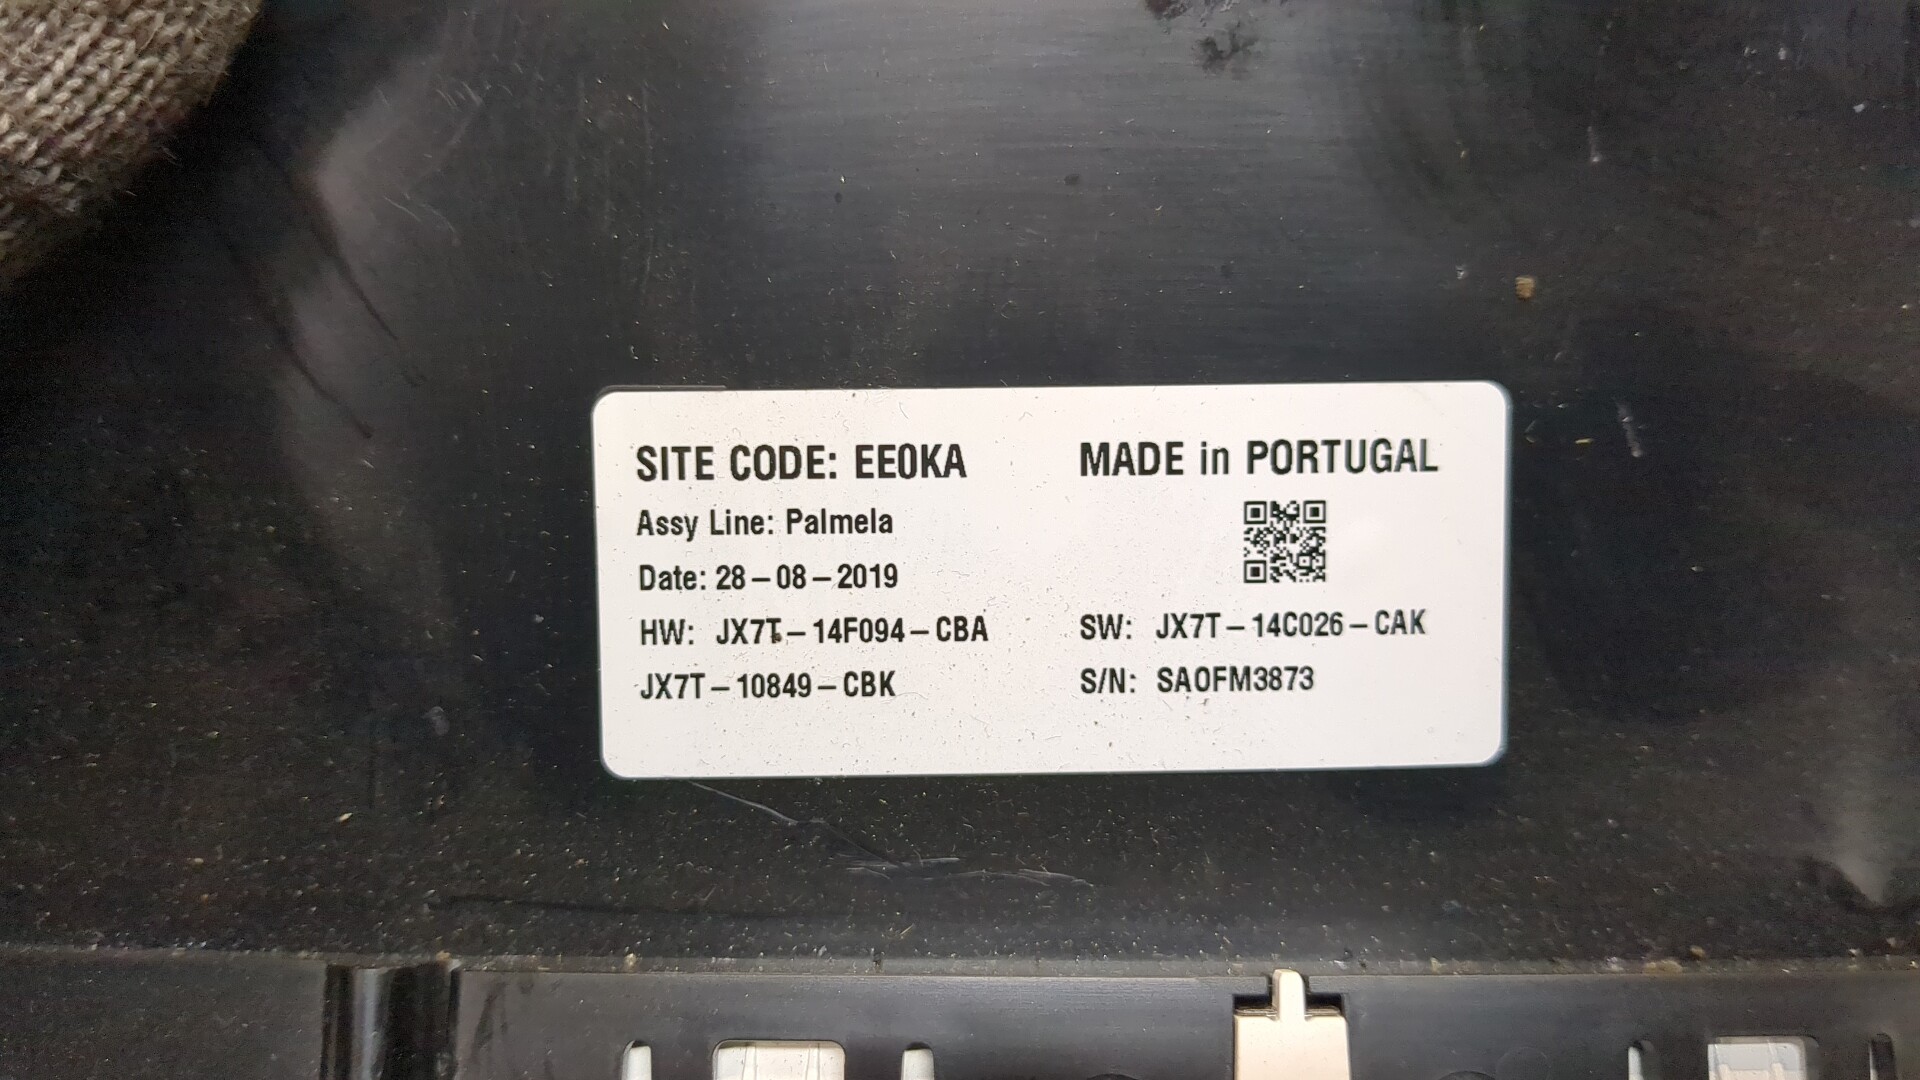 SITE CODE: EE0KA MADE in PORTUGAL
Assy Line: Palmela
Date: 28-08-2019
HW: JX7T-14F094-CBA SW: JX7T-14C026-CAK
JX7T-10849-CBK S/N: SA0FM3873